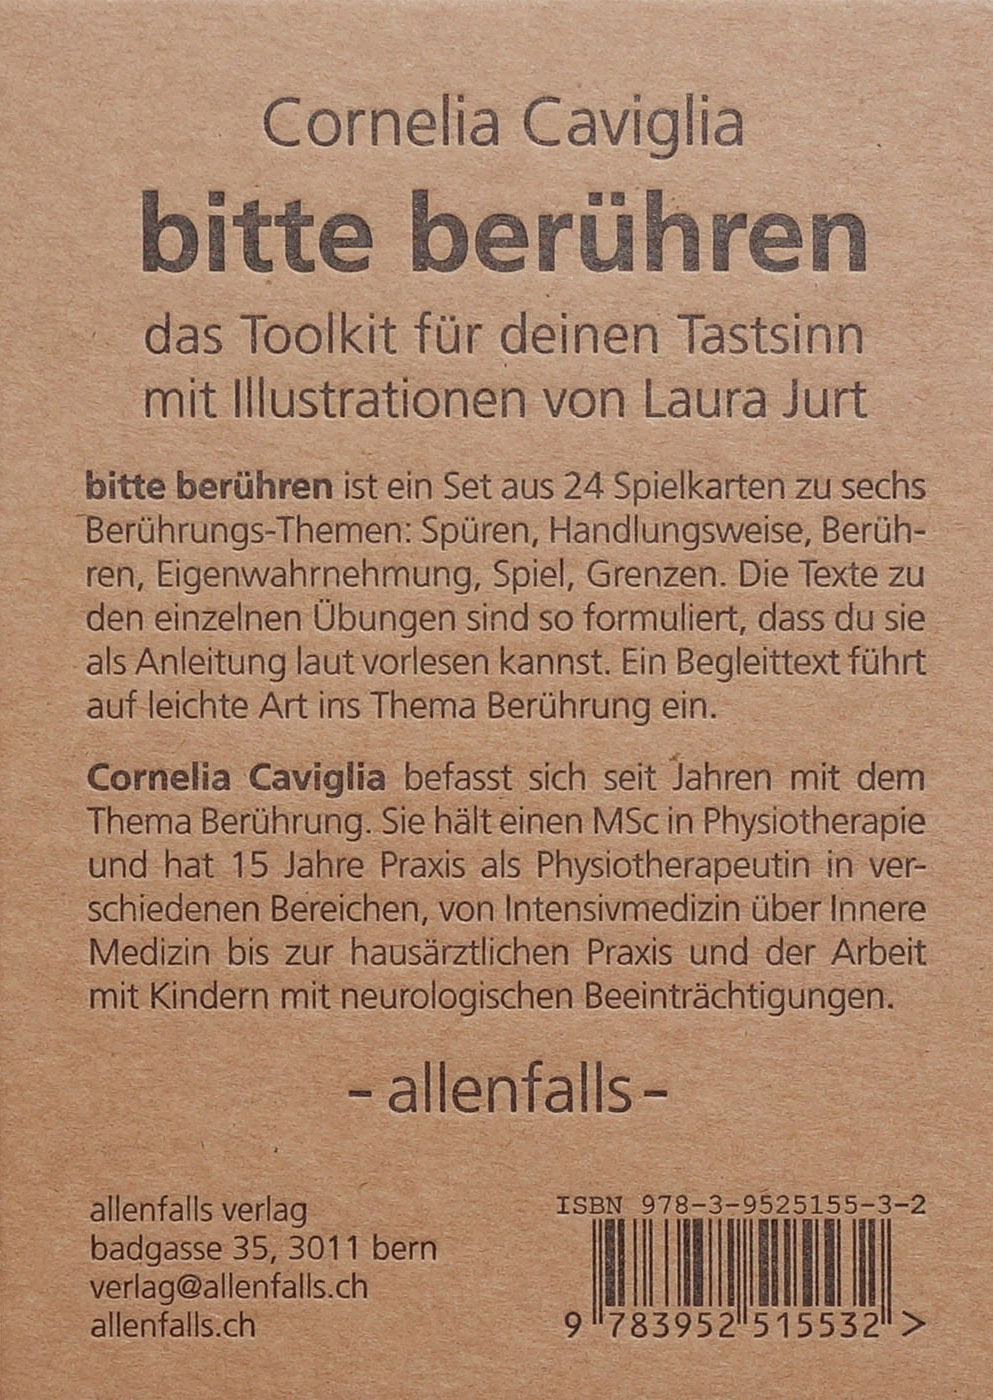 Cornelia Caviglia
bitte berühren
das Toolkit für deinen Tastsinn
mit Illustrationen von Laura Jurt
bitte berühren ist ein Set aus 24 Spielkarten zu sechs
Berührungs-Themen: Spüren, Handlungsweise, Berüh-
ren, Eigenwahrnehmung, Spiel, Grenzen. Die Texte zu
den einzelnen Übungen sind so formuliert, dass du sie
als Anleitung laut vorlesen kannst. Ein Begleittext führt
auf leichte Art ins Thema Berührung ein.
Cornelia Caviglia befasst sich seit Jahren mit dem
Thema Berührung. Sie hält einen MSc in Physiotherapie
und hat 15 Jahre Praxis als Physiotherapeutin in ver-
schiedenen Bereichen, von Intensivmedizin über Innere
Medizin bis zur hausärztlichen Praxis und der Arbeit
mit Kindern mit neurologischen Beeinträchtigungen.
– allenfalls –
allenfalls verlag
badgasse 35, 3011 bern
verlag@allenfalls.ch
allenfalls.ch
ISBN 978-3-9525155-3-2
9 783952 515532 >